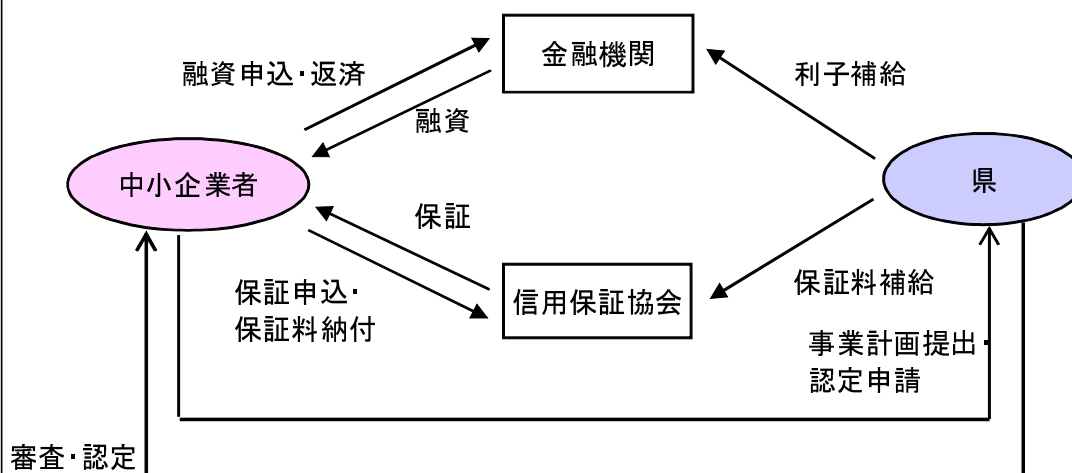 金融機関
融資申込・返済
利子補給
融資
中小企業者
県
保証
保証申込・
保証料納付
信用保証協会
保証料補給
事業計画提出・
認定申請
審査・認定